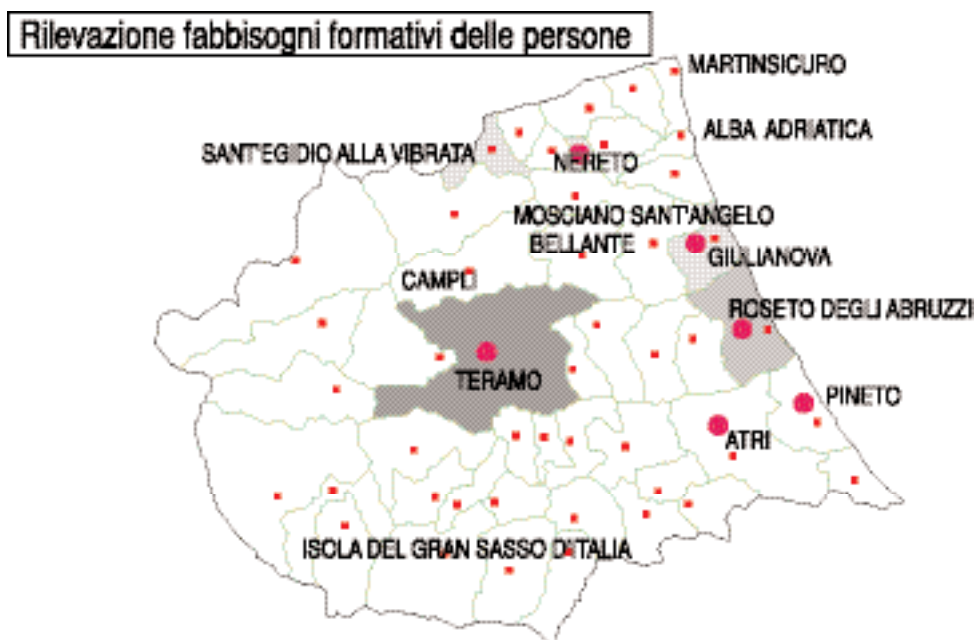 Rilevazione fabbisogni formativi delle persone
MARTINSICURO
ALBA ADRIATICA
SANT'EGIDIO ALLA VIBRATA
NERETO
MOSCIANO SANT'ANGELO
BELLANTE
GIULIANOVA
CAMPLI
ROSETO DEGLI ABRUZZI
TERAMO
PINETO
ATRI
ISOLA DEL GRAN SASSO D'ITALIA